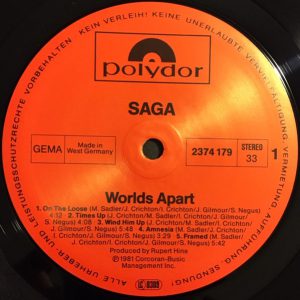 KEIN VERLEIH! KEINE UNERLAUBTE VERVIELFÄLTIGUNG, VERMIETUNG, AUFFÜHRUNG, SENDUNG!
ALLE URHEBER UND LEISTUNGSSCHUTZRECHTE VORBEHALTEN
polydor
SAGA
GEMA
Made in
West Germany
2374 179
STEREO
33
1
Worlds Apart
1. On The Loose (M. Sadler/J. Crichton/I. Crichton/J. Gilmour/S. Negus)
4:12 2. Times Up (J. Crichton/M. Sadler/I. Crichton/J. Gilmour/
S. Negus) 4:08 3. Wind Him Up (J. Crichton/M. Sadler/I. Crichton/
J. Gilmour/S. Negus) 5:48 4. Amnesia (M. Sadler/J. Crichton/I.
Crichton/J. Gilmour/S. Negus) 5. Framed (M. Sadler/J. Crichton/
I. Crichton/J. Gilmour/S. Negus) 5:42
Produced by Rupert Hine
℗ 1981 Corcoran-Busic
Management Inc.